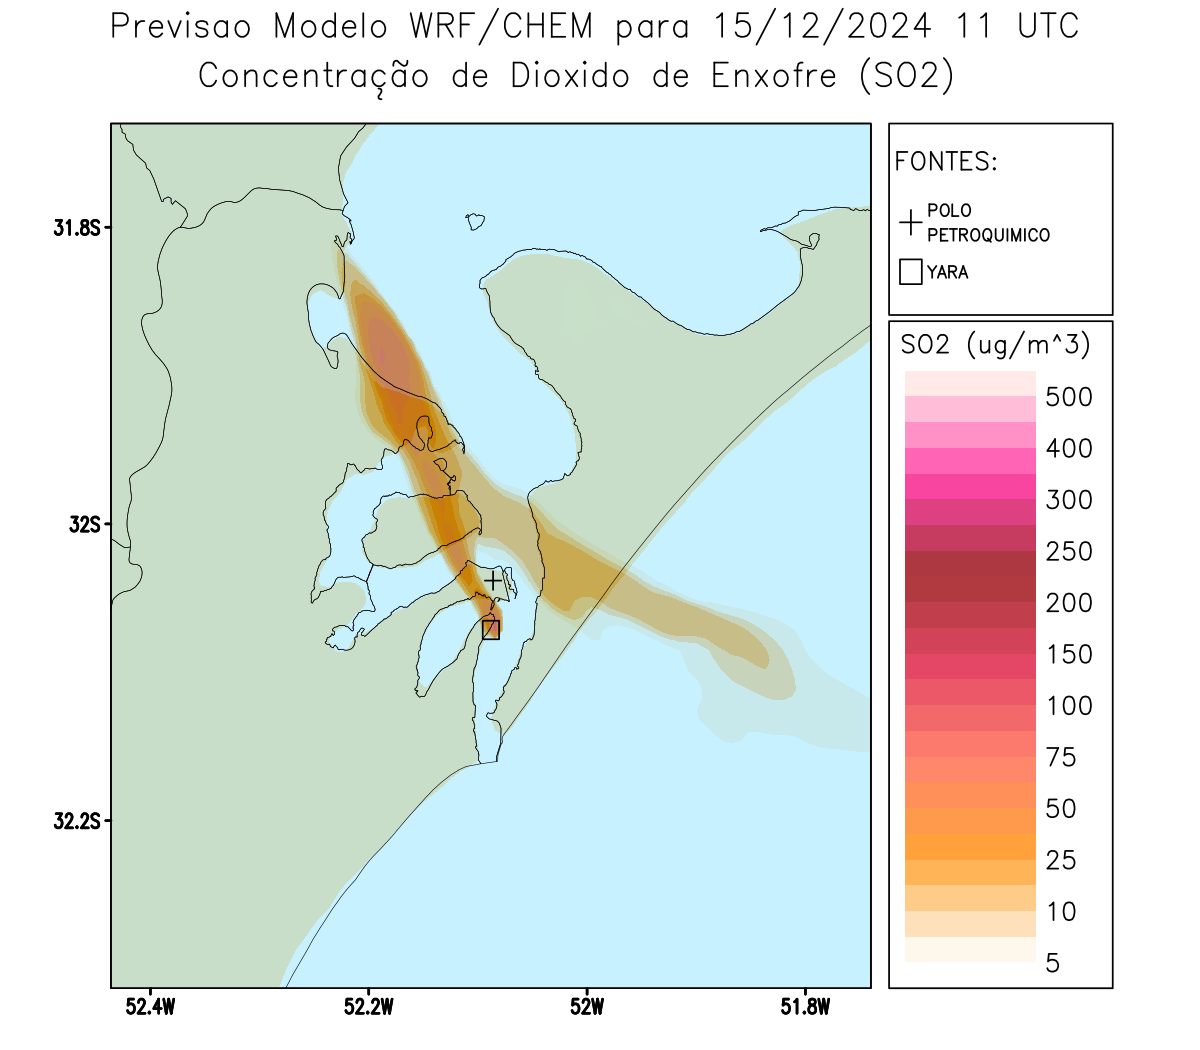 Previsao Modelo WRF/CHEM para 15/12/2024 11 UTC
Concentração de Dioxido de Enxofre (SO2)
FONTES:
POLO
PETROQUIMICO
YARA
SO2 (ug/m^3)
500
400
300
250
200
150
100
75
50
25
10
5
31.8S
32S
32.2S
52.4W
52.2W
52W
51.8W